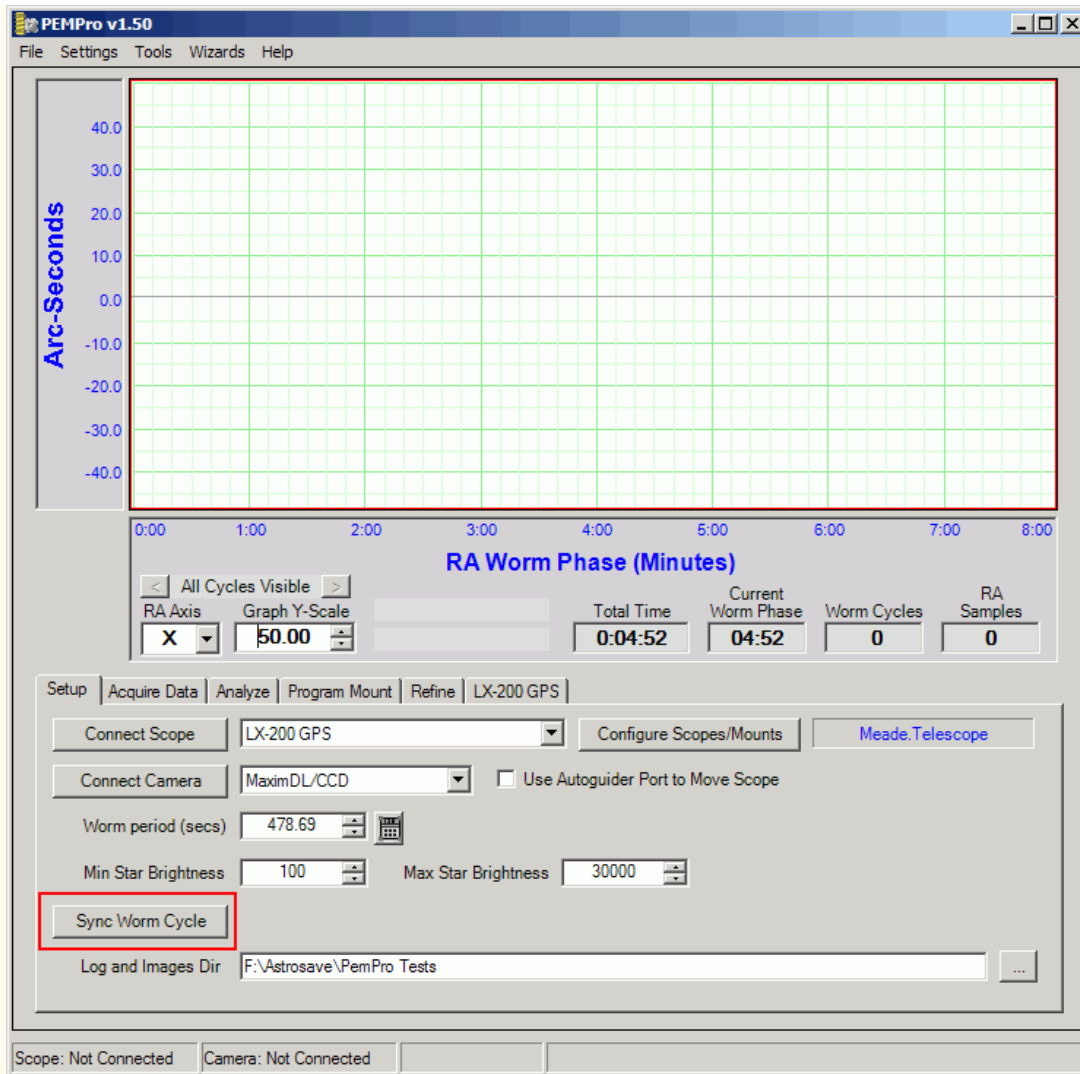 PEMPro v1.50
File Settings Tools Wizards Help
Arc-Seconds
40.0
30.0
20.0
10.0
0.0
-10.0
-20.0
-30.0
-40.0
0:00 1:00 2:00 3:00 4:00 5:00 6:00 7:00 8:00
RA Worm Phase (Minutes)
< All Cycles Visible >
RA Axis Graph Y-Scale Total Time Current Worm Phase Worm Cycles RA Samples
X 50.00 0:04:52 04:52 0 0
Setup Acquire Data Analyze Program Mount Refine LX-200 GPS
Connect Scope LX-200 GPS Configure Scopes/Mounts Meade.Telescope
Connect Camera MaximDL/CCD Use Autoguider Port to Move Scope
Worm period (secs) 478.69
Min Star Brightness 100 Max Star Brightness 30000
Sync Worm Cycle
Log and Images Dir F:\Astrosave\PemPro Tests ...
Scope: Not Connected Camera: Not Connected